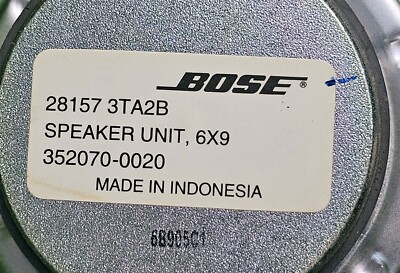 BOSE®
28157 3TA2B
SPEAKER UNIT, 6X9
352070-0020
MADE IN INDONESIA
6B905C1